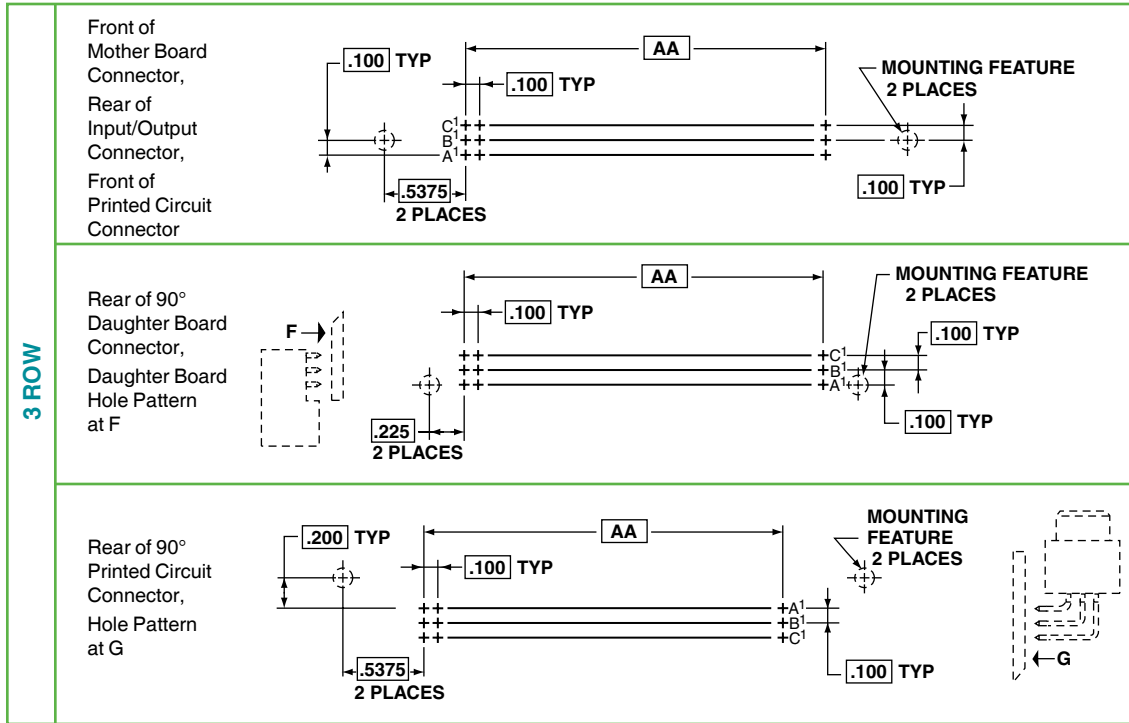 3 ROW
Front of
Mother Board
Connector,
Rear of
Input/Output
Connector,
Front of
Printed Circuit
Connector
.100 TYP
AA
.100 TYP
MOUNTING FEATURE
2 PLACES
C1
B1
A1
.5375
2 PLACES
.100 TYP
Rear of 90°
Daughter Board
Connector,
Daughter Board
Hole Pattern
at F
F
AA
.100 TYP
MOUNTING FEATURE
2 PLACES
.100 TYP
C1
B1
A1
.225
2 PLACES
.100 TYP
Rear of 90°
Printed Circuit
Connector,
Hole Pattern
at G
.200 TYP
AA
.100 TYP
MOUNTING
FEATURE
2 PLACES
A1
B1
C1
.5375
2 PLACES
.100 TYP
G